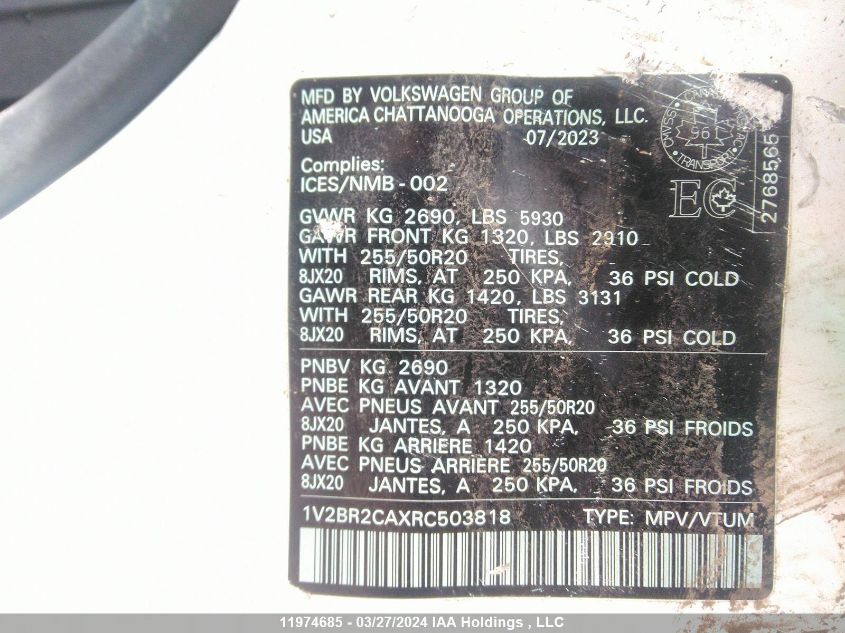 MFD BY VOLKSWAGEN GROUP OF
AMERICA CHATTANOOGA OPERATIONS, LLC.
USA 07/2023
Complies:
ICES/NMB-002
EC
2768565
GVWR KG 2690, LBS 5930
GAWR FRONT KG 1320, LBS 2910
WITH 255/50R20 TIRES,
8JX20 RIMS, AT 250 KPA, 36 PSI COLD
GAWR REAR KG 1420, LBS 3131
WITH 255/50R20 TIRES,
8JX20 RIMS, AT 250 KPA, 36 PSI COLD
PNBV KG 2690
PNBE KG AVANT 1320
AVEC PNEUS AVANT 255/50R20
8JX20 JANTES, A 250 KPA, 36 PSI FROIDS
PNBE KG ARRIERE 1420
AVEC PNEUS ARRIÈRE 255/50R20
8JX20 JANTES, A 250 KPA, 36 PSI FROIDS
1V2BR2CAXRC503818 TYPE: MPV/VTUM
11974685 - 03/27/2024 IAA Holdings , LLC